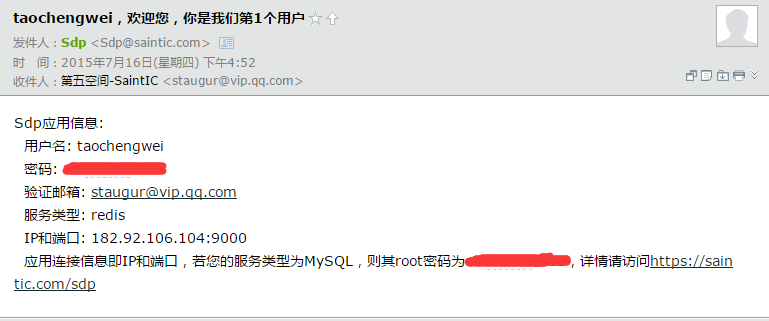 taochengwei，欢迎您，你是我们第1个用户
发件人：Sdp <Sdp@saintic.com>
时　间：2015年7月16日(星期四) 下午4:52
收件人：第五空间-SaintIC <staugur@vip.qq.com>
Sdp应用信息:
用户名: taochengwei
密码:
验证邮箱: staugur@vip.qq.com
服务类型: redis
IP和端口: 182.92.106.104:9000
应用连接信息即IP和端口，若您的服务类型为MySQL，则其root密码为 ，详情请访问https://sain
tic.com/sdp